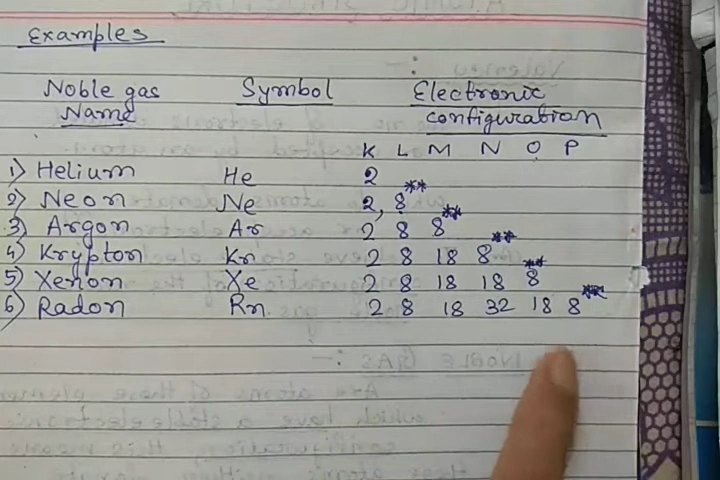 Examples
Noble gas Symbol Electronic
Name configuration
K L M N O P
1) Helium He 2
2) Neon Ne 2, 8**
3) Argon Ar 2 8 8**
4) Krypton Kr 2 8 18 8**
5) Xenon Xe 2 8 18 18 8**
6) Radon Rn. 2 8 18 32 18 8**
NOBLE GAS :-